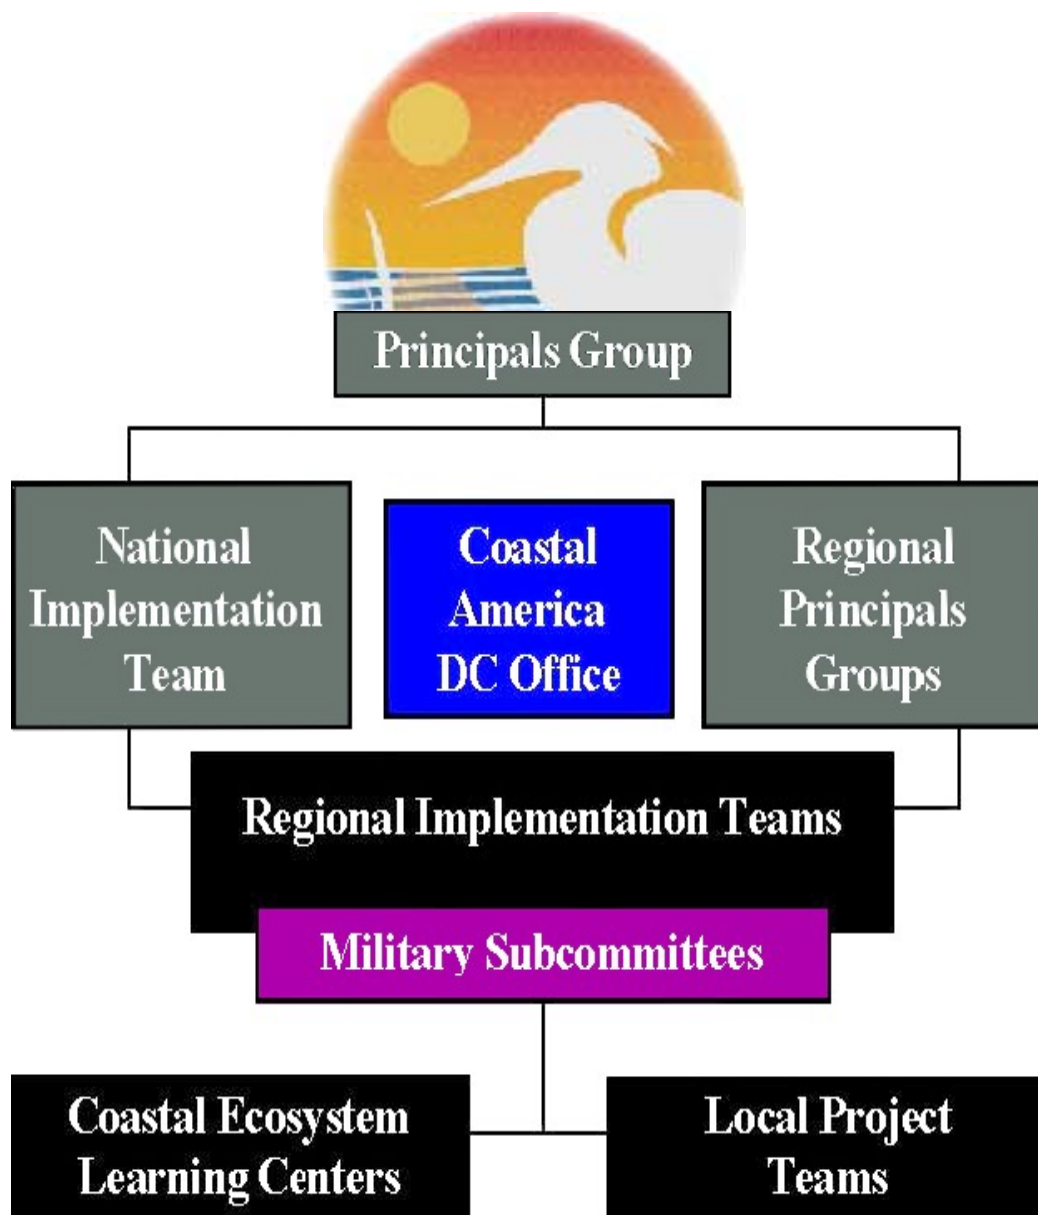 Principals Group
National
Implementation
Team
Coastal
America
DC Office
Regional
Principals
Groups
Regional Implementation Teams
Military Subcommittees
Coastal Ecosystem
Learning Centers
Local Project
Teams